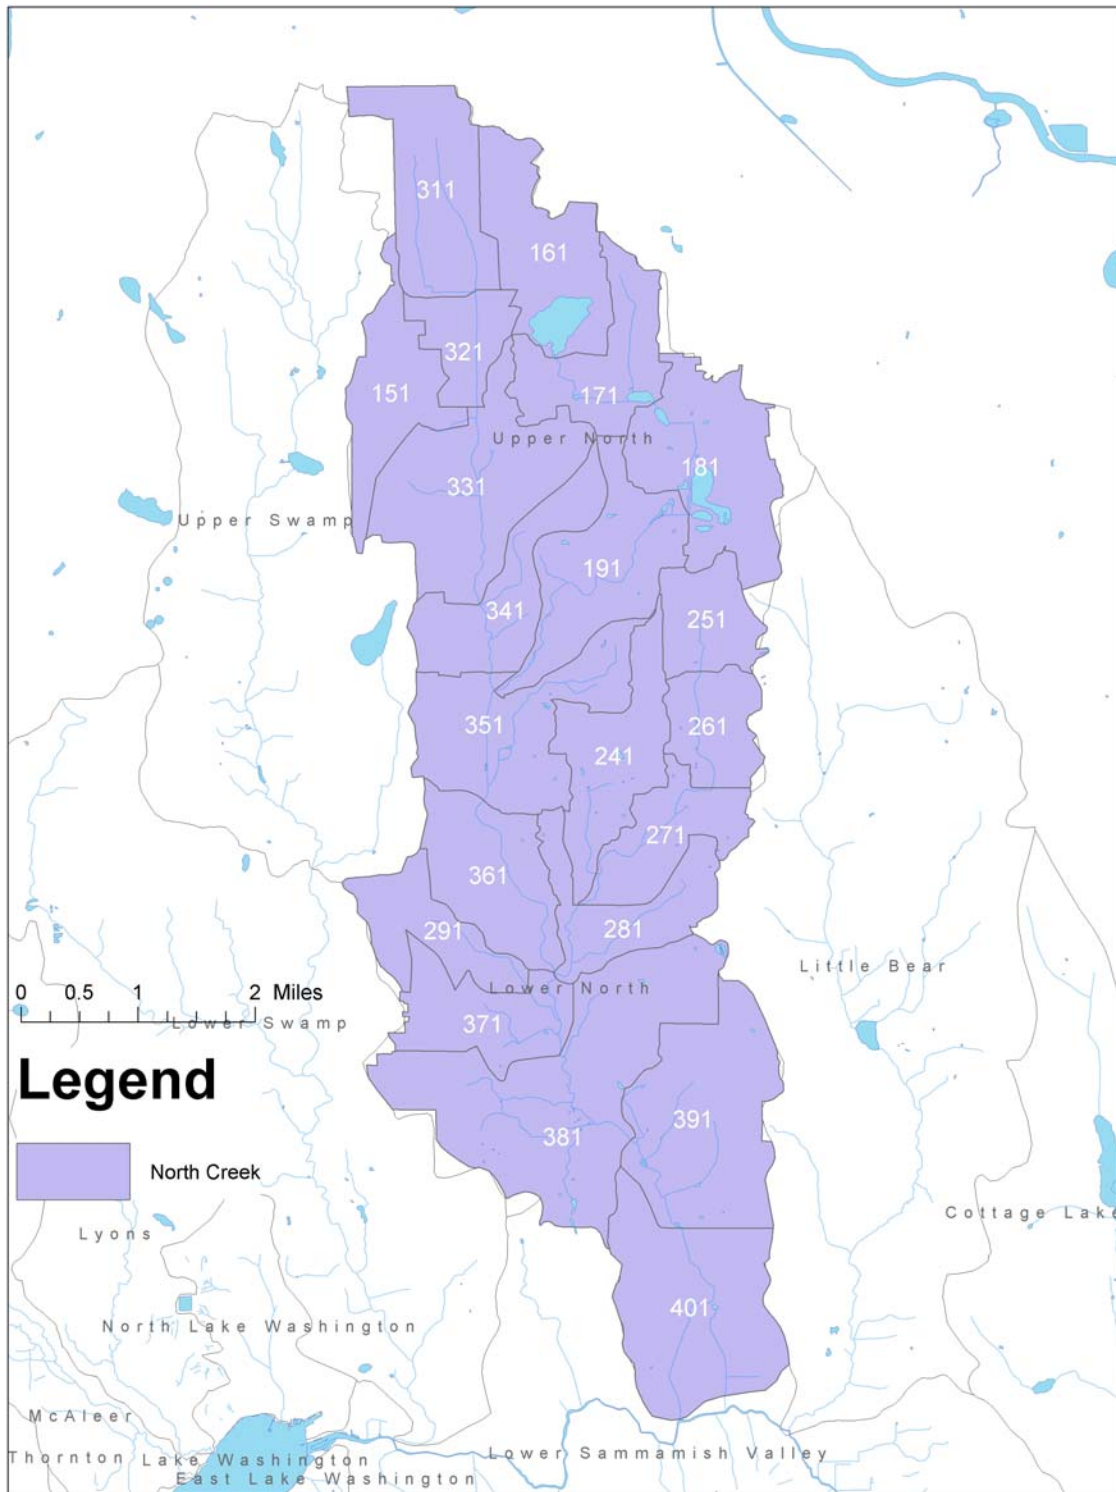 311
161
321
151
171
Upper North
181
331
Upper Swamp
191
341
251
351
261
241
271
361
291
281
Little Bear
Lower North
0 0.5 1 2 Miles
Lower Swamp
371
Legend
391
381
North Creek
Cottage Lake
Lyons
401
North Lake Washington
McAleer
Lower Sammamish Valley
Thornton
Lake Washington
East Lake Washington